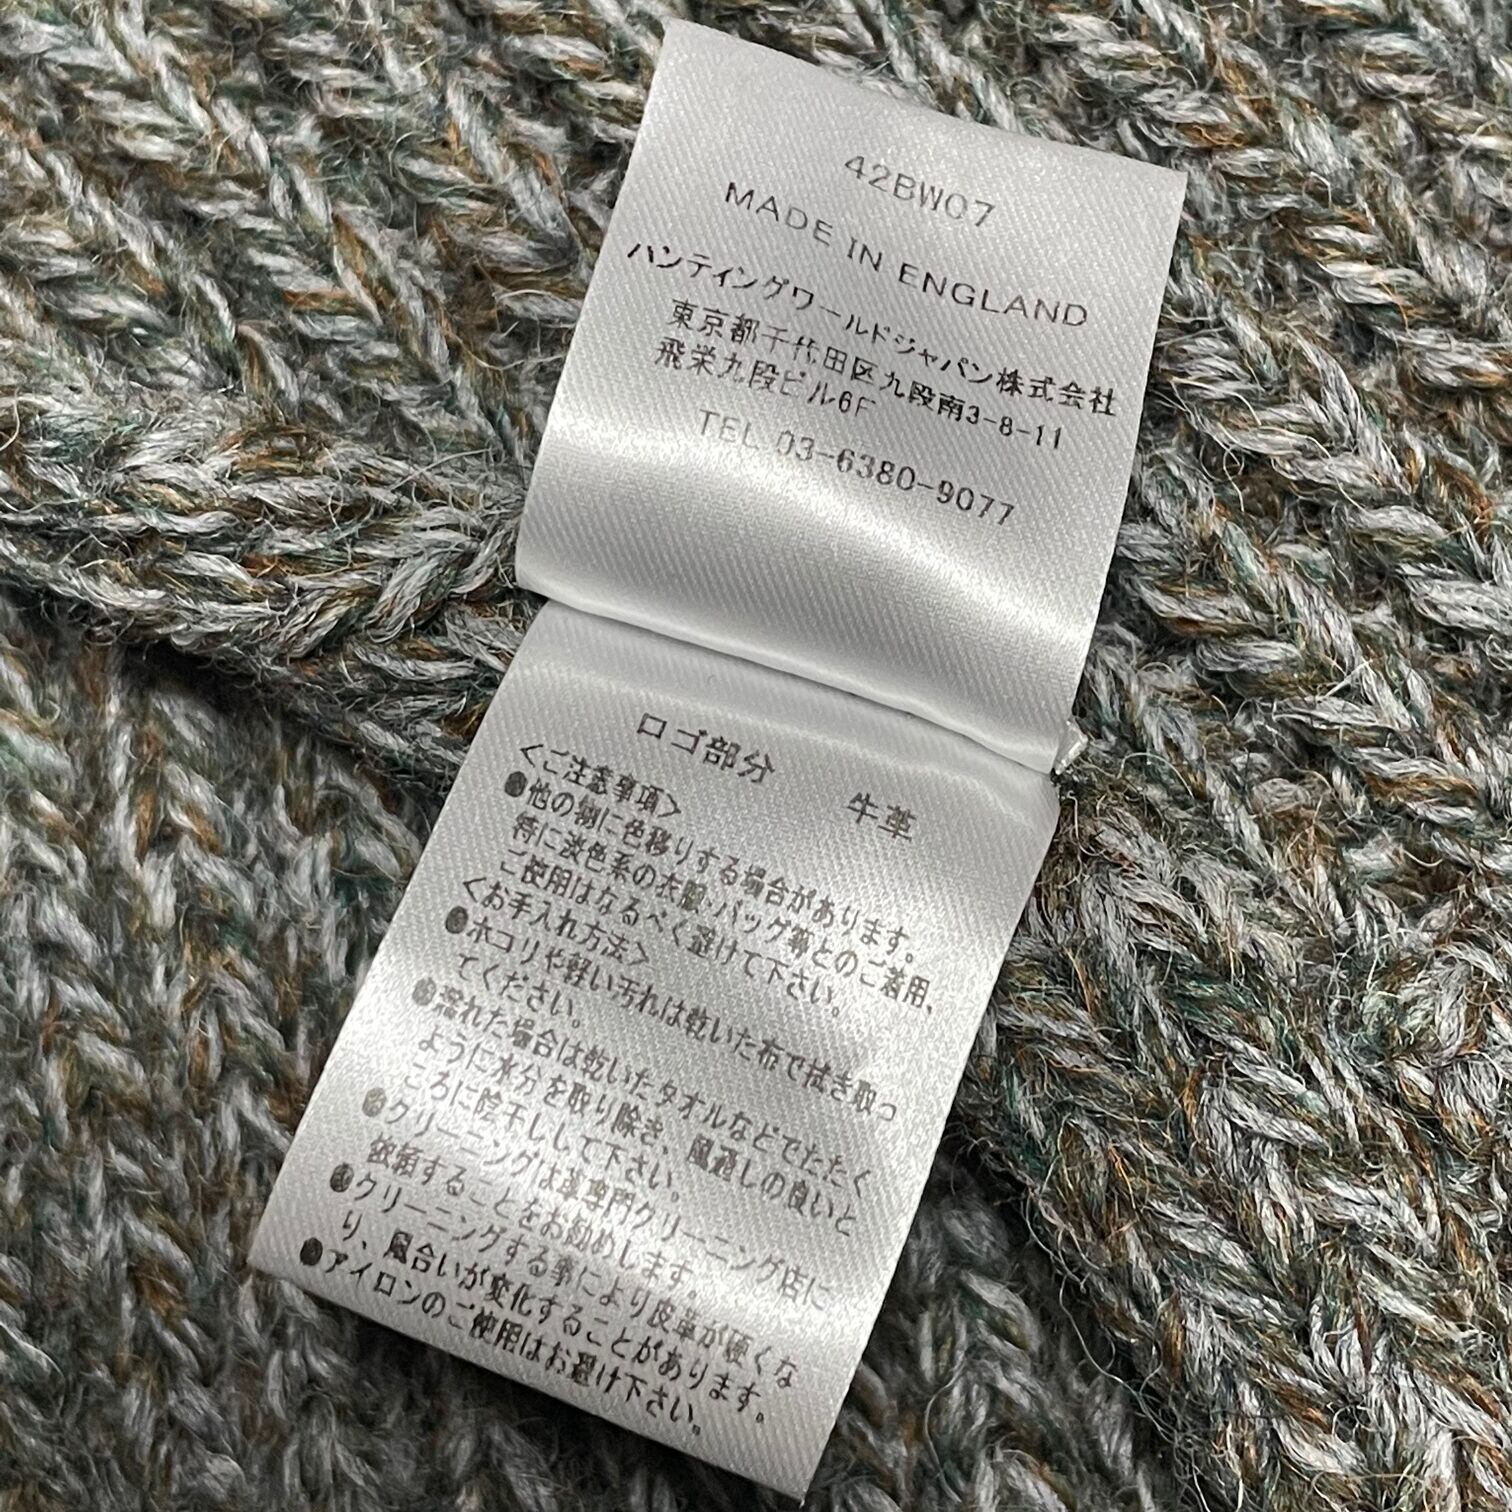 42BW07
MADE IN ENGLAND
ハンティングワールドジャパン株式会社
東京都千代田区九段南3-8-11
飛栄九段ビル6F
TEL 03-6380-9077
ロゴ部分 牛革
<ご注意事項>
●他の物に色移りする場合があります。
特に淡色系の衣服・バッグ等とのご着用、
ご使用はなるべく避けて下さい。
<お手入れ方法>
●ホコリや軽い汚れは乾いた布で拭き取っ
てください。
●濡れた場合は乾いたタオルなどでたたく
ように水分を取り除き、風通しの良いと
ころに陰干しして下さい。
●クリーニングは革専門クリーニング店に
依頼することをお勧めします。
●クリーニングする事により皮革が硬くな
り、風合いが変化することがあります。
●アイロンのご使用はお避け下さい。